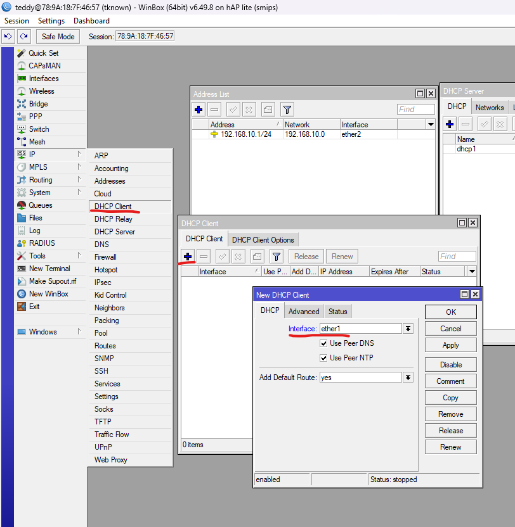 teddy@78:9A:18:7F:46:57 (tknown) - WinBox (64bit) v6.49.8 on hAP lite (smips)
Session Settings Dashboard
Safe Mode Session: 78:9A:18:7F:46:57
Quick Set
CAPsMAN
Interfaces
Wireless
Bridge
PPP
Switch
Mesh
IP
MPLS
Routing
System
Queues
Files
Log
RADIUS
Tools
New Terminal
Make Supout.rif
New WinBox
Exit
Windows
ARP
Accounting
Addresses
Cloud
DHCP Client
DHCP Relay
DHCP Server
DNS
Firewall
Hotspot
IPsec
Kid Control
Neighbors
Packing
Pool
Routes
SNMP
SSH
Services
Settings
Socks
TFTP
Traffic Flow
UPnP
Web Proxy
Address List
Find
Address Network Interface
192.168.10.1/24 192.168.10.0 ether2
DHCP Server
DHCP Networks
Name
dhcp1
DHCP Client
DHCP Client DHCP Client Options
Release Renew Find
Interface Use P... Add D... IP Address Expires After Status
0 items
New DHCP Client
DHCP Advanced Status
Interface: ether1
Use Peer DNS
Use Peer NTP
Add Default Route: yes
OK
Cancel
Apply
Disable
Comment
Copy
Remove
Release
Renew
enabled Status: stopped